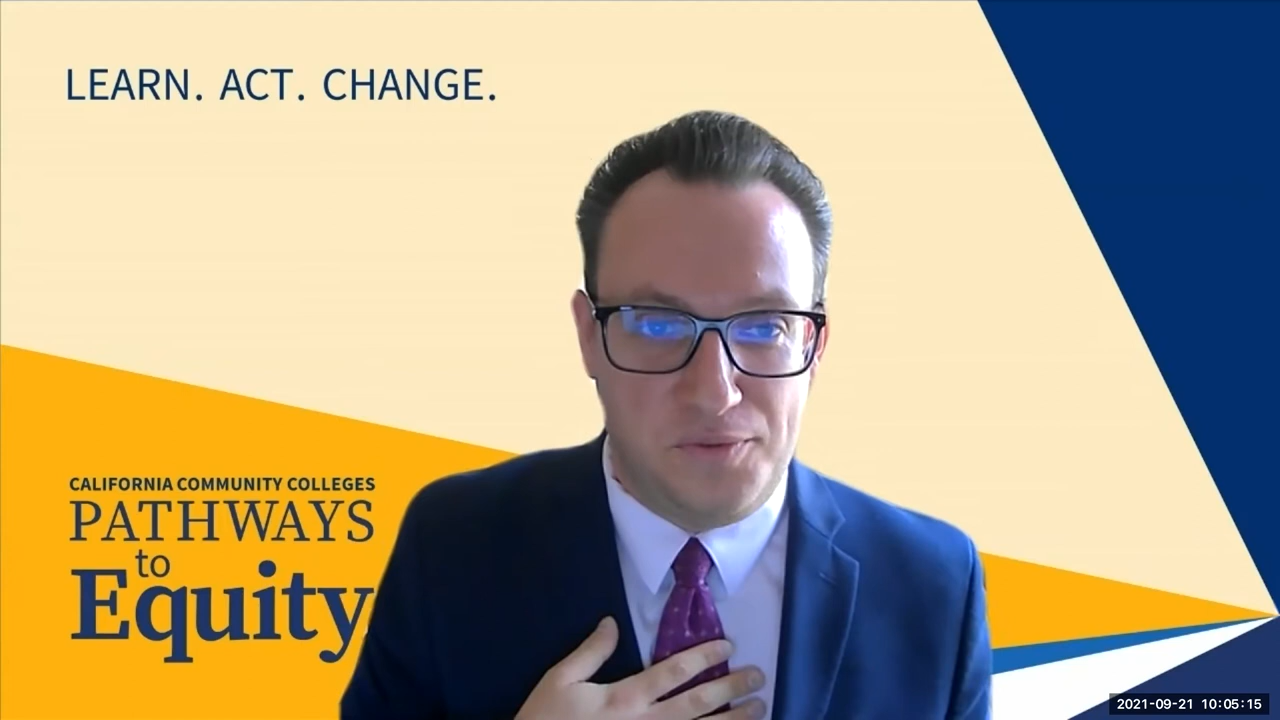 LEARN. ACT. CHANGE.
CALIFORNIA COMMUNITY COLLEGES
PATHWAYS
to
Equity
2021-09-21 10:05:15